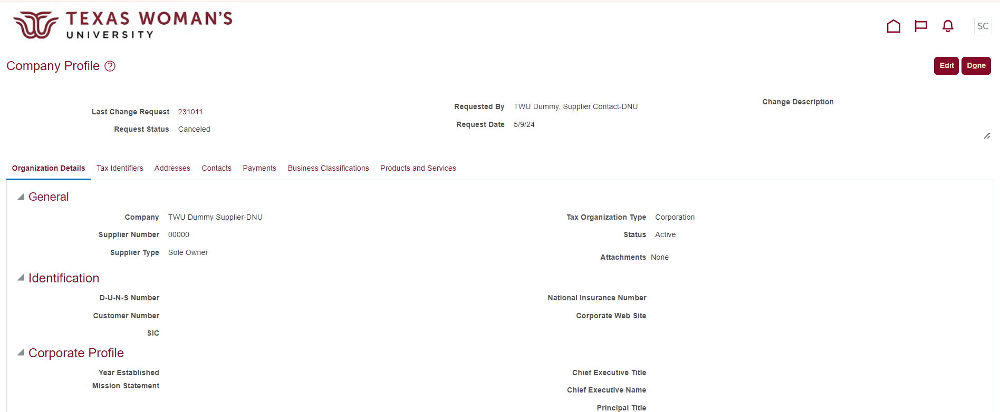 TEXAS WOMAN'S
UNIVERSITY
SC
Company Profile ?
Edit
Done
Last Change Request 231011
Request Status Canceled
Requested By TWU Dummy, Supplier Contact-DNU
Request Date 5/9/24
Change Description
Organization Details Tax Identifiers Addresses Contacts Payments Business Classifications Products and Services
General
Company TWU Dummy Supplier-DNU
Supplier Number 00000
Supplier Type Sole Owner
Tax Organization Type Corporation
Status Active
Attachments None
Identification
D-U-N-S Number
Customer Number
SIC
National Insurance Number
Corporate Web Site
Corporate Profile
Year Established
Mission Statement
Chief Executive Title
Chief Executive Name
Principal Title